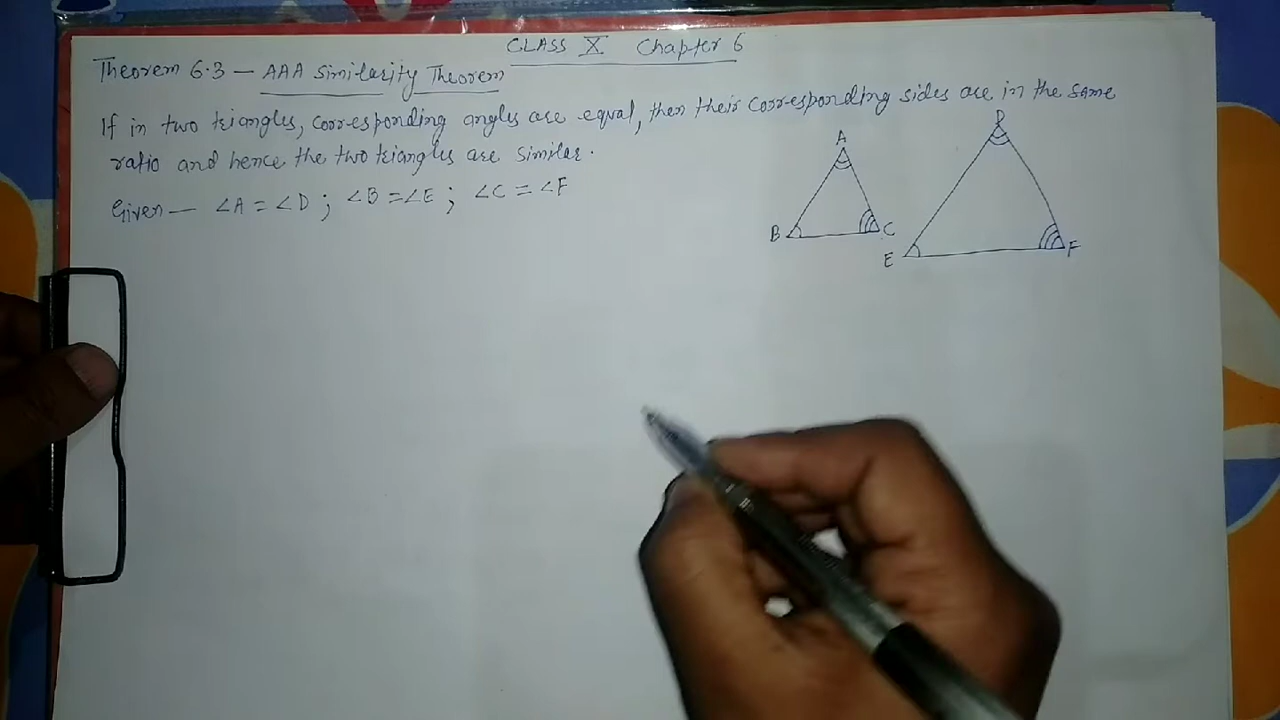 CLASS X Chapter 6
Theorem 6.3 — AAA Similarity Theorem
If in two triangles, corresponding angles are equal, then their corresponding sides are in the same
ratio and hence the two triangles are similar.
Given — ∠A = ∠D ; ∠B = ∠E ; ∠C = ∠F
A
D
B
C
E
F